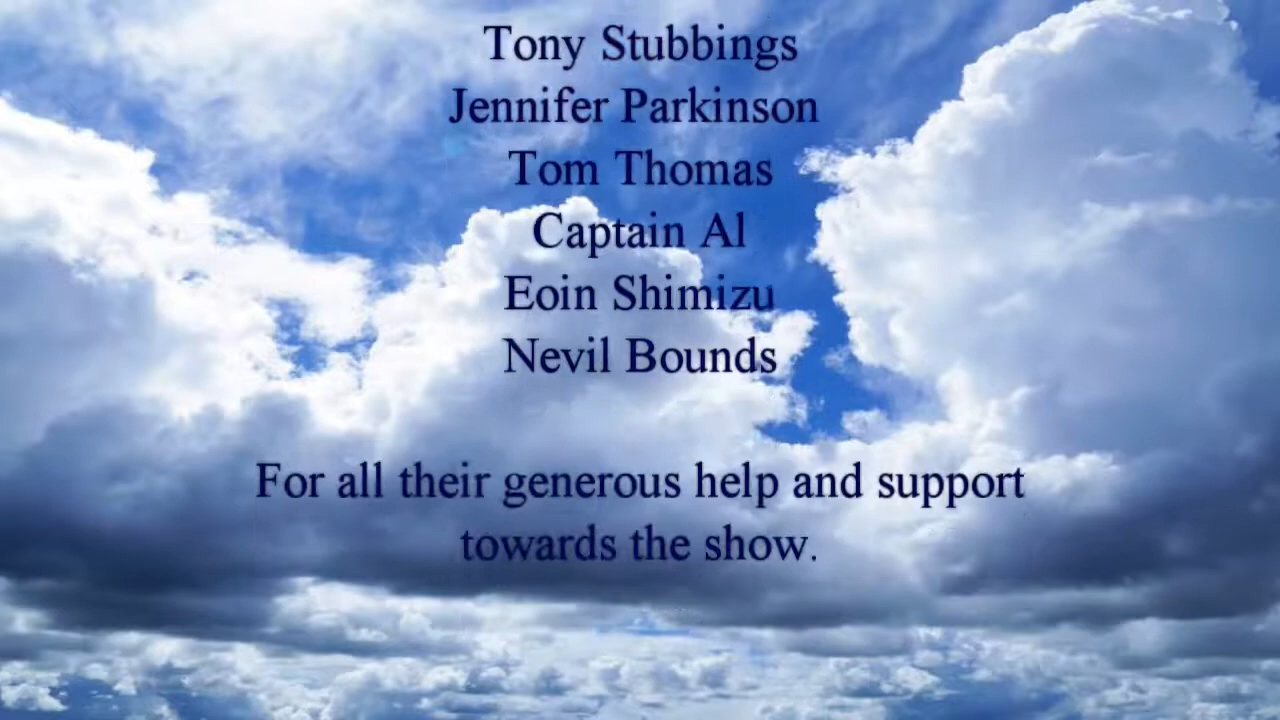 Tony Stubbings
Jennifer Parkinson
Tom Thomas
Captain Al
Eoin Shimizu
Nevil Bounds
For all their generous help and support
towards the show.